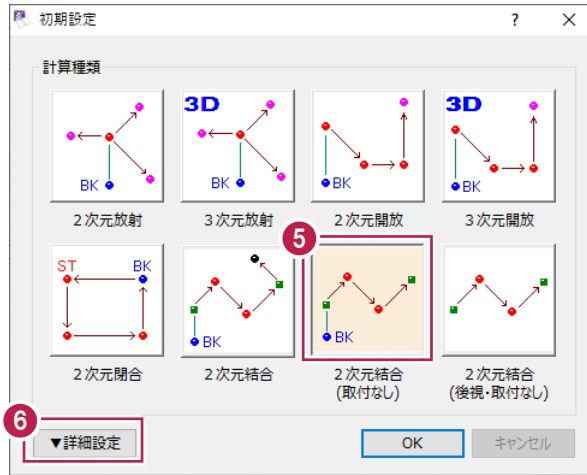 初期設定
?
×
計算種類
BK
2次元放射
3D
BK
3次元放射
BK
2次元開放
3D
BK
3次元開放
ST BK
2次元閉合
BK
2次元結合
5
BK
2次元結合
(取付なし)
2次元結合
(後視・取付なし)
6
▼詳細設定
OK
キャンセル